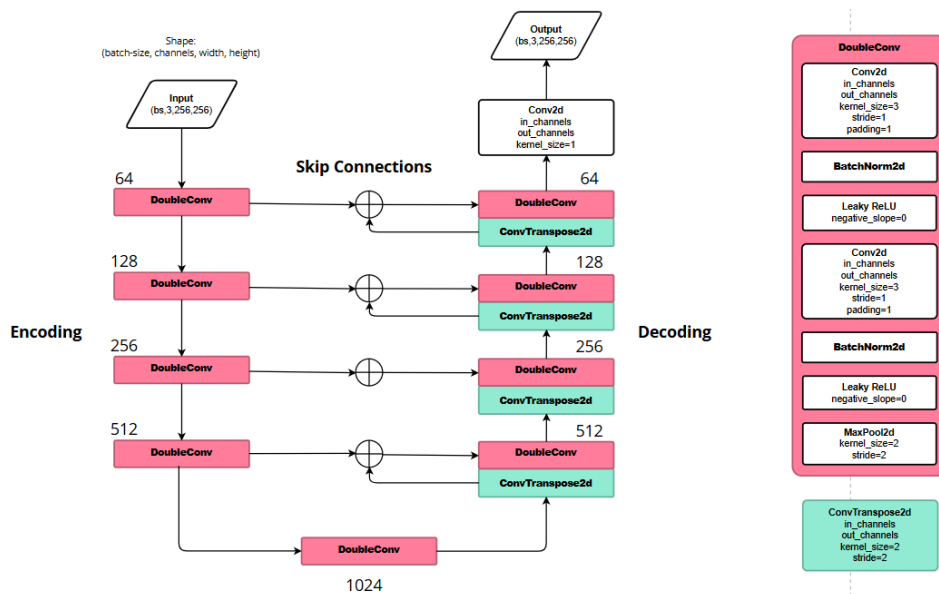 Shape:
(batch-size, channels, width, height)
Input
(bs,3,256,256)
Output
(bs,3,256,256)
Conv2d
in_channels
out_channels
kernel_size=1
Skip Connections
64
DoubleConv
64
DoubleConv
ConvTranspose2d
128
DoubleConv
128
DoubleConv
ConvTranspose2d
Encoding
Decoding
256
DoubleConv
256
DoubleConv
ConvTranspose2d
512
DoubleConv
512
DoubleConv
ConvTranspose2d
DoubleConv
1024
DoubleConv
Conv2d
in_channels
out_channels
kernel_size=3
stride=1
padding=1
BatchNorm2d
Leaky ReLU
negative_slope=0
Conv2d
in_channels
out_channels
kernel_size=3
stride=1
padding=1
BatchNorm2d
Leaky ReLU
negative_slope=0
MaxPool2d
kernel_size=2
stride=2
ConvTranspose2d
in_channels
out_channels
kernel_size=2
stride=2